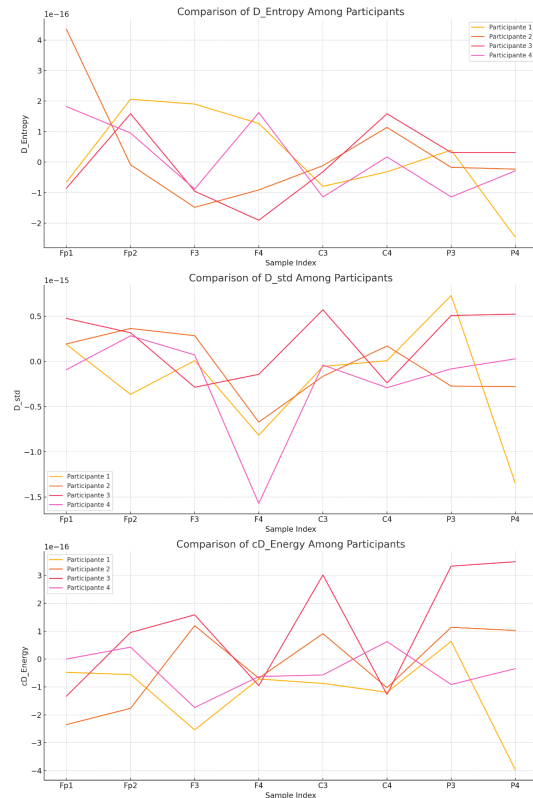 Comparison of D_Entropy Among Participants
1e−16
Participante 1
Participante 2
Participante 3
Participante 4
4
3
2
1
0
−1
−2
D_Entropy
Fp1 Fp2 F3 F4 C3 C4 P3 P4
Sample Index
Comparison of D_std Among Participants
1e−15
0.5
0.0
−0.5
−1.0
−1.5
D_std
Participante 1
Participante 2
Participante 3
Participante 4
Fp1 Fp2 F3 F4 C3 C4 P3 P4
Sample Index
Comparison of cD_Energy Among Participants
1e−16
Participante 1
Participante 2
Participante 3
Participante 4
3
2
1
0
−1
−2
−3
−4
cD_Energy
Fp1 Fp2 F3 F4 C3 C4 P3 P4
Sample Index